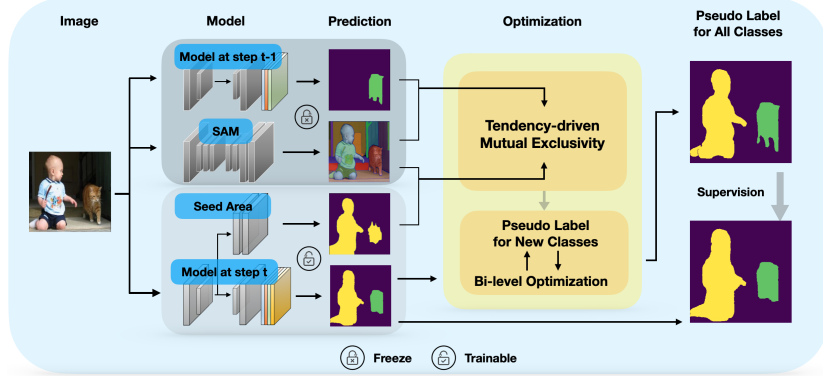 Image
Model
Prediction
Optimization
Pseudo Label
for All Classes
Model at step t-1
SAM
Seed Area
Model at step t
Tendency-driven
Mutual Exclusivity
Pseudo Label
for New Classes
Bi-level Optimization
Supervision
Freeze
Trainable